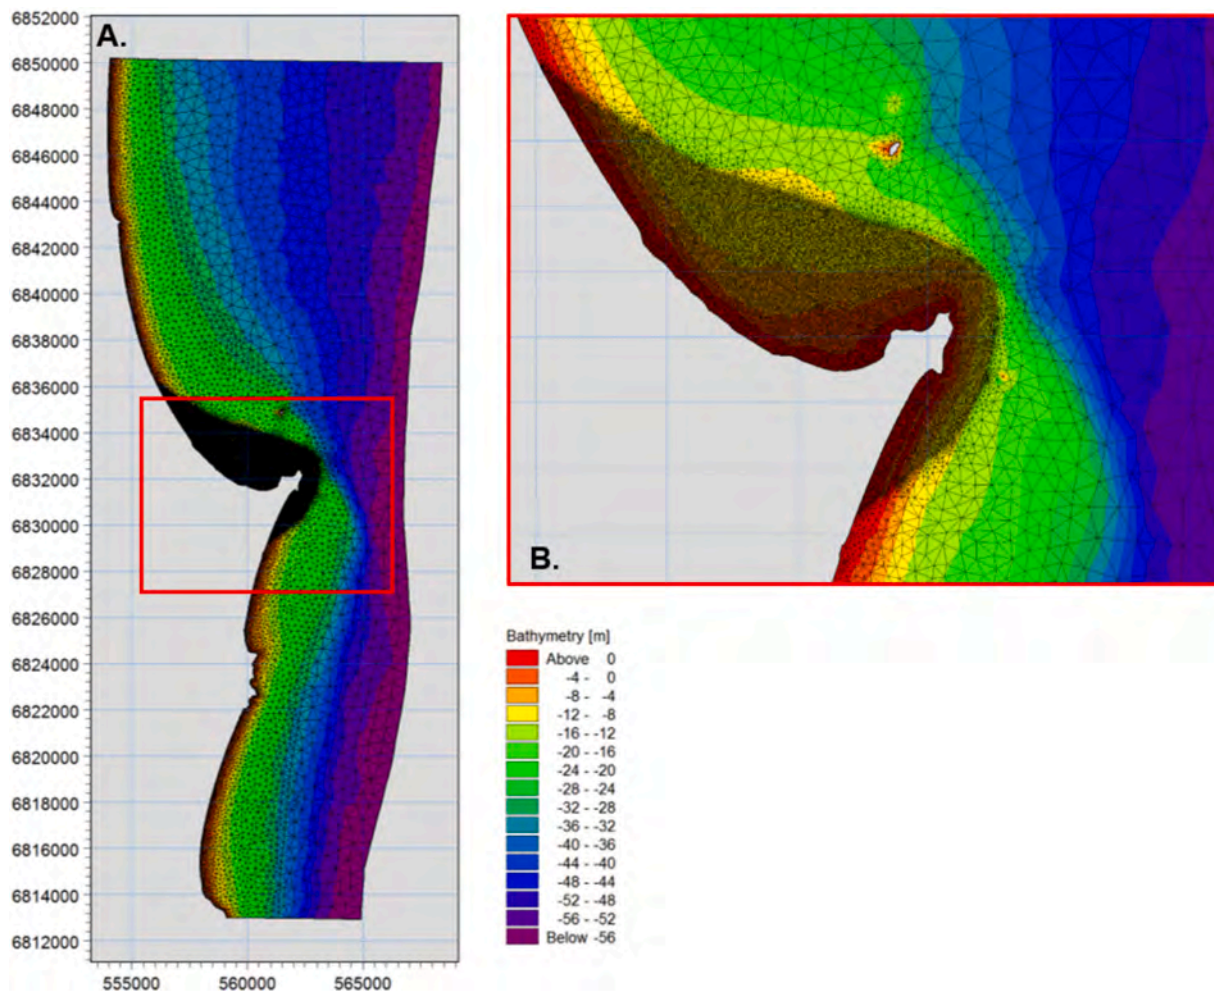 A.
6852000
6850000
6848000
6846000
6844000
6842000
6840000
6838000
6836000
6834000
6832000
6830000
6828000
6826000
6824000
6822000
6820000
6818000
6816000
6814000
6812000
555000 560000 565000
B.
Bathymetry [m]
Above 0
-4 - 0
-8 - -4
-12 - -8
-16 - -12
-20 - -16
-24 - -20
-28 - -24
-32 - -28
-36 - -32
-40 - -36
-44 - -40
-48 - -44
-52 - -48
-56 - -52
Below -56